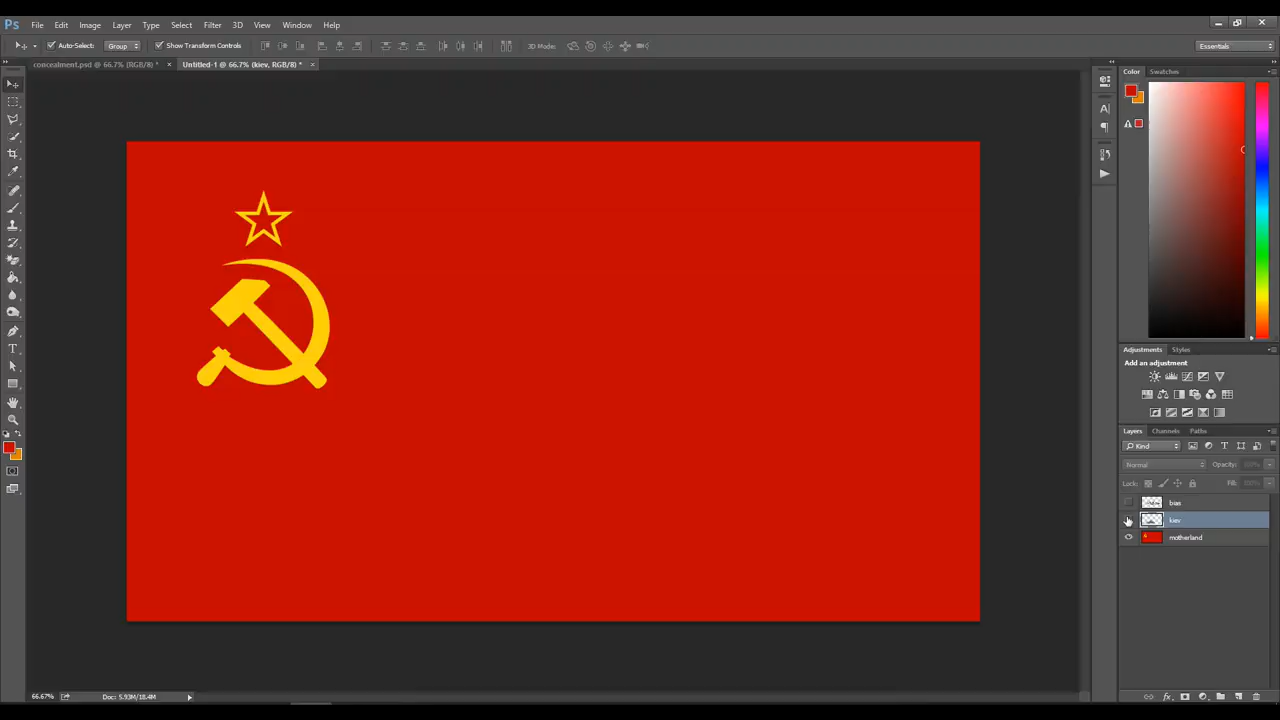 Ps File Edit Image Layer Type Select Filter 3D View Window Help
Auto-Select: Group Show Transform Controls 3D Mode: Essentials
concealment.psd @ 66.7% (RGB/8) * × Untitled-1 @ 66.7% (kiev, RGB/8) * ×
Color Swatches
Adjustments Styles
Add an adjustment
Layers Channels Paths
Kind
Normal Opacity:
Lock: Fill:
bias
kiev
motherland
66.67% Doc: 5.93M/18.4M